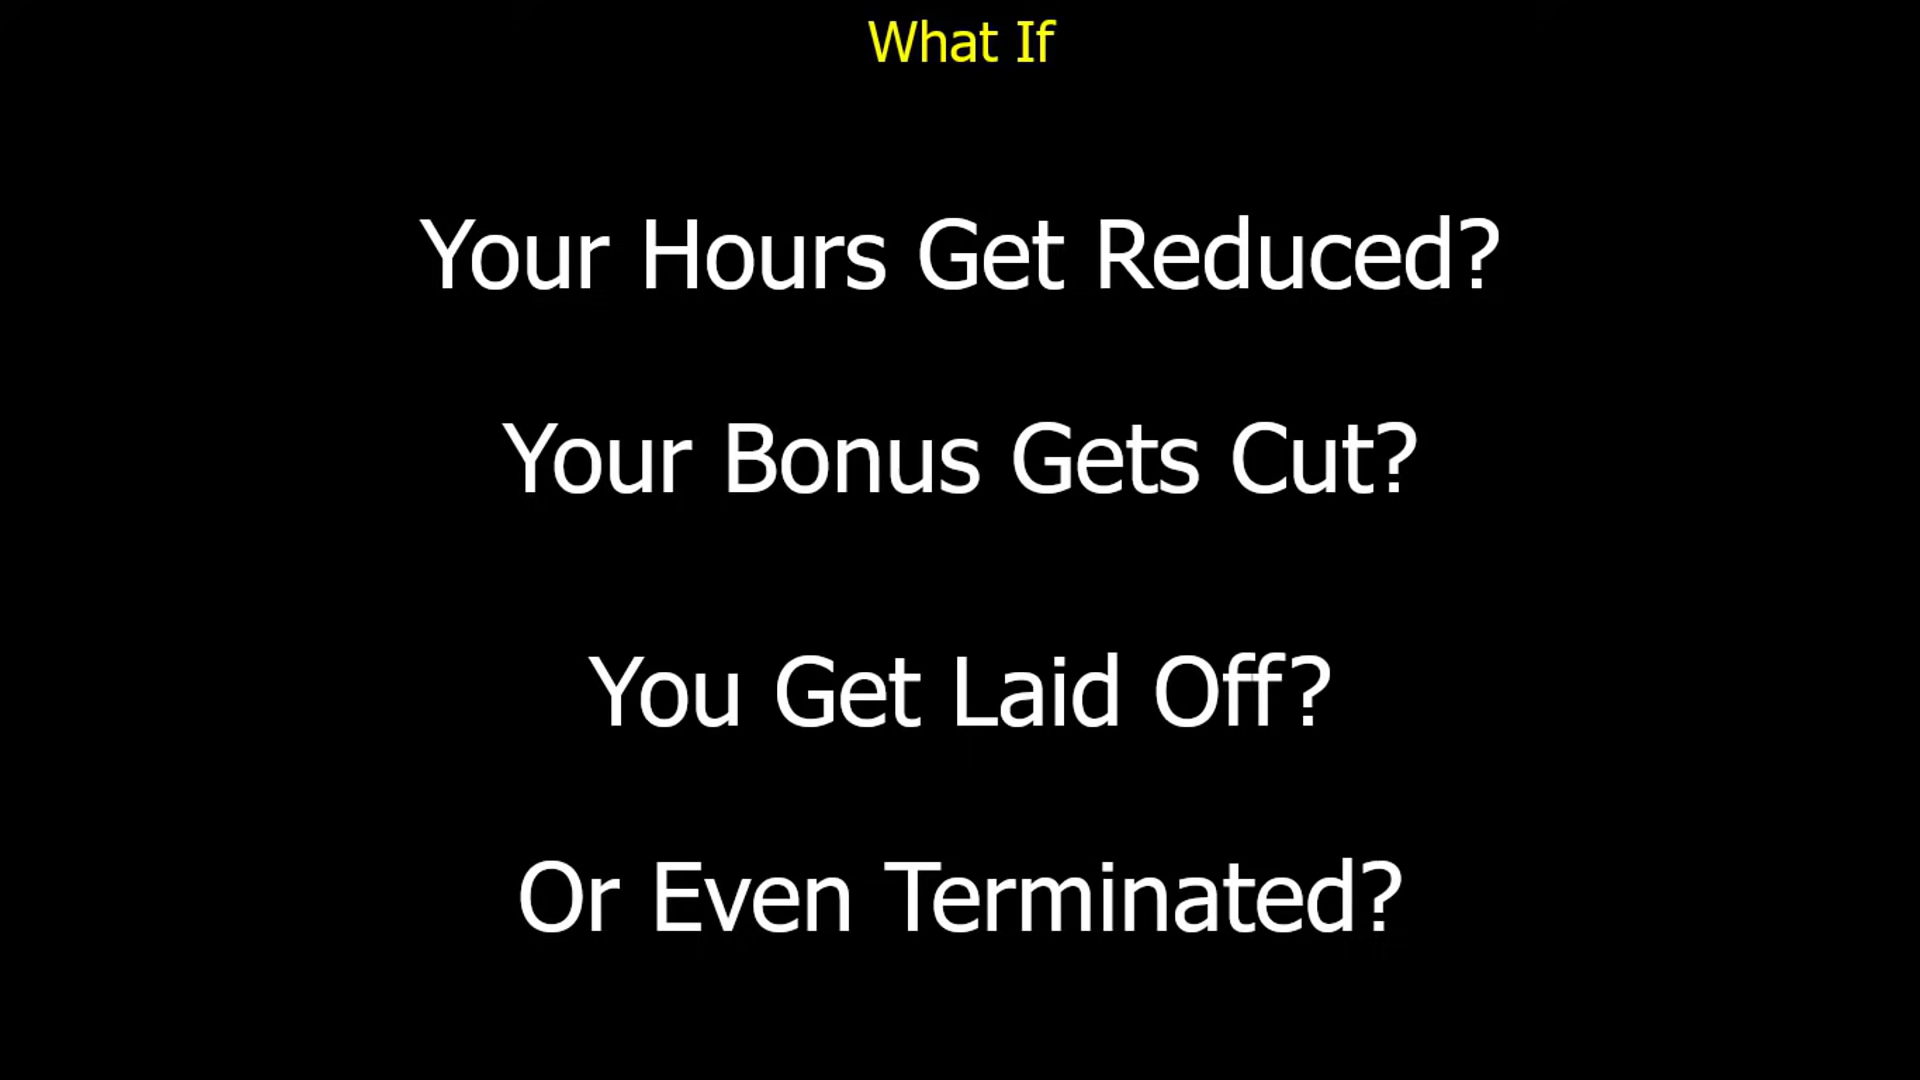 What If
Your Hours Get Reduced?
Your Bonus Gets Cut?
You Get Laid Off?
Or Even Terminated?